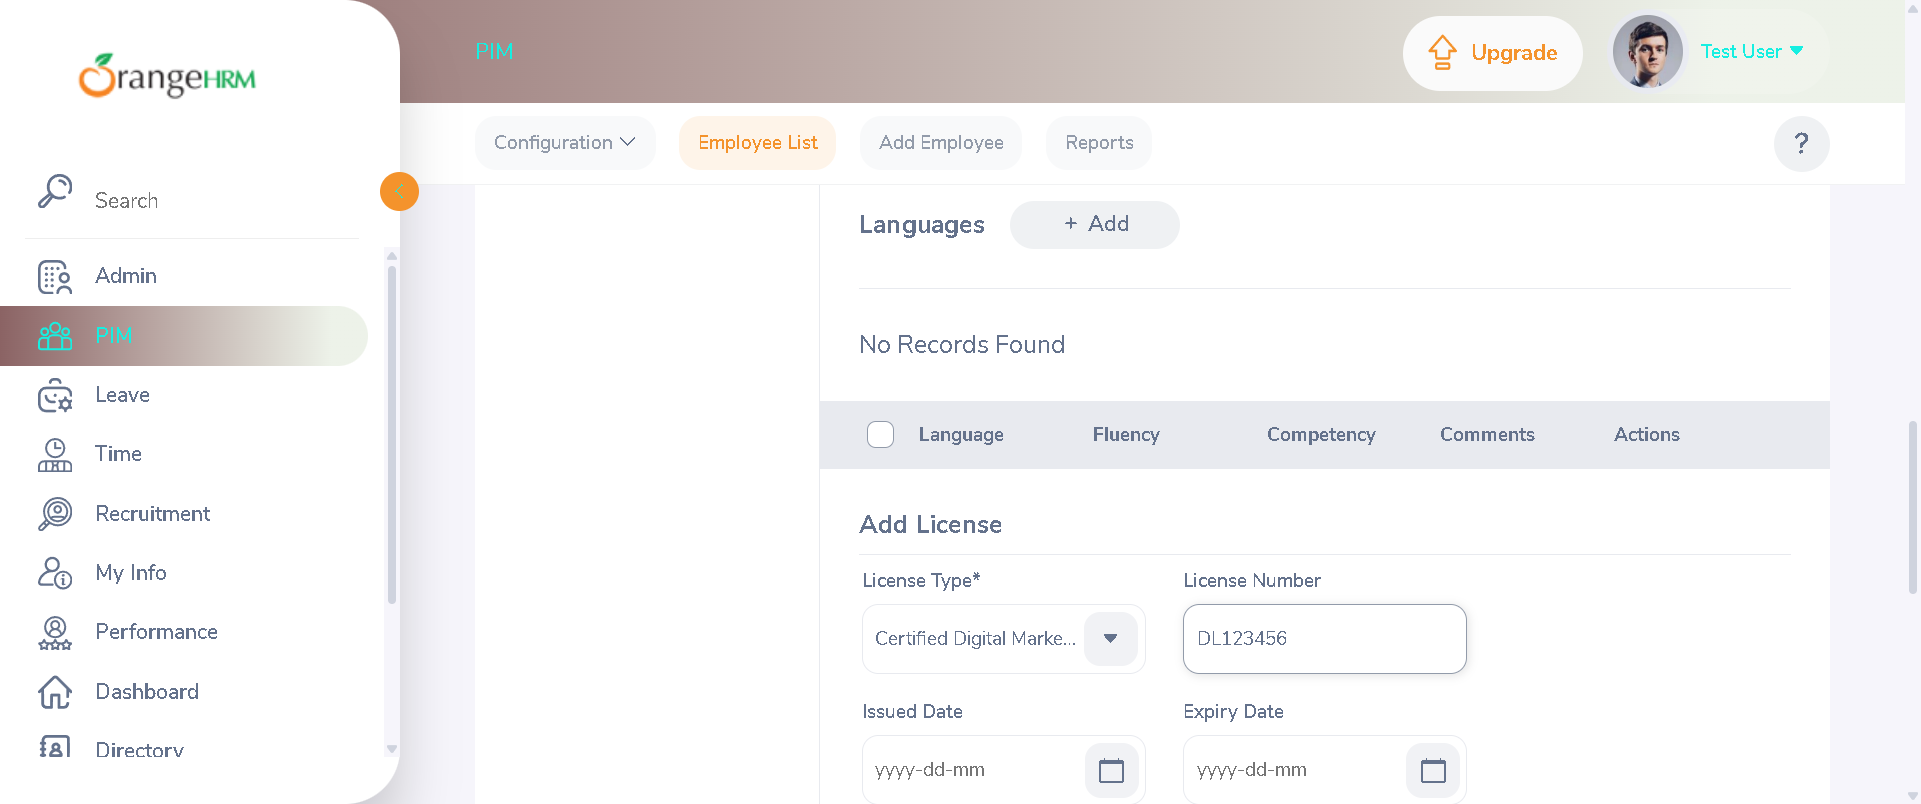 OrangeHRM
Search
Admin
PIM
Leave
Time
Recruitment
My Info
Performance
Dashboard
Directory
PIM
Upgrade
Test User
Configuration
Employee List
Add Employee
Reports
?
Languages
+ Add
No Records Found
Language Fluency Competency Comments Actions
Add License
License Type* License Number
Certified Digital Marke... DL123456
Issued Date Expiry Date
yyyy-dd-mm yyyy-dd-mm